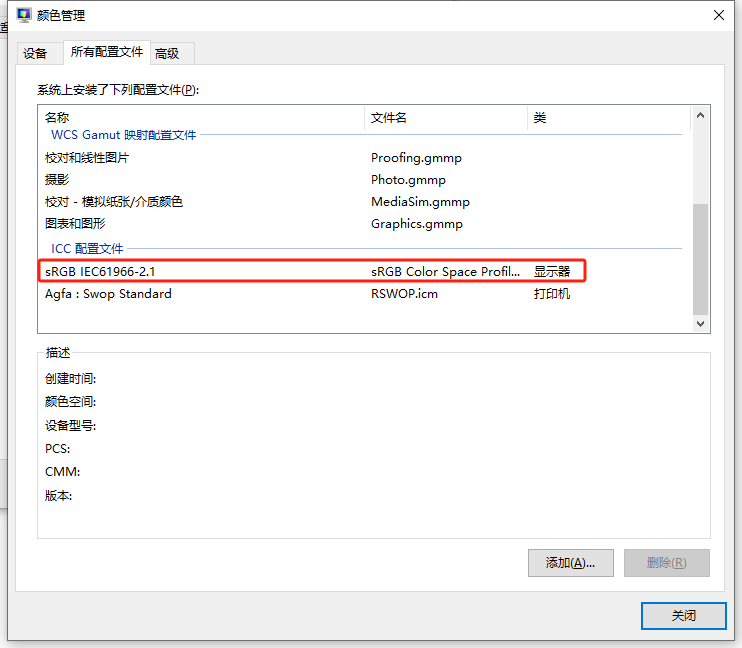 颜色管理
设备 所有配置文件 高级
系统上安装了下列配置文件(P):
名称 文件名 类
WCS Gamut 映射配置文件
校对和线性图片 Proofing.gmmp
摄影 Photo.gmmp
校对 - 模拟纸张/介质颜色 MediaSim.gmmp
图表和图形 Graphics.gmmp
ICC 配置文件
sRGB IEC61966-2.1 sRGB Color Space Profil... 显示器
Agfa : Swop Standard RSWOP.icm 打印机
描述
创建时间:
颜色空间:
设备型号:
PCS:
CMM:
版本:
添加(A)... 删除(R)
关闭